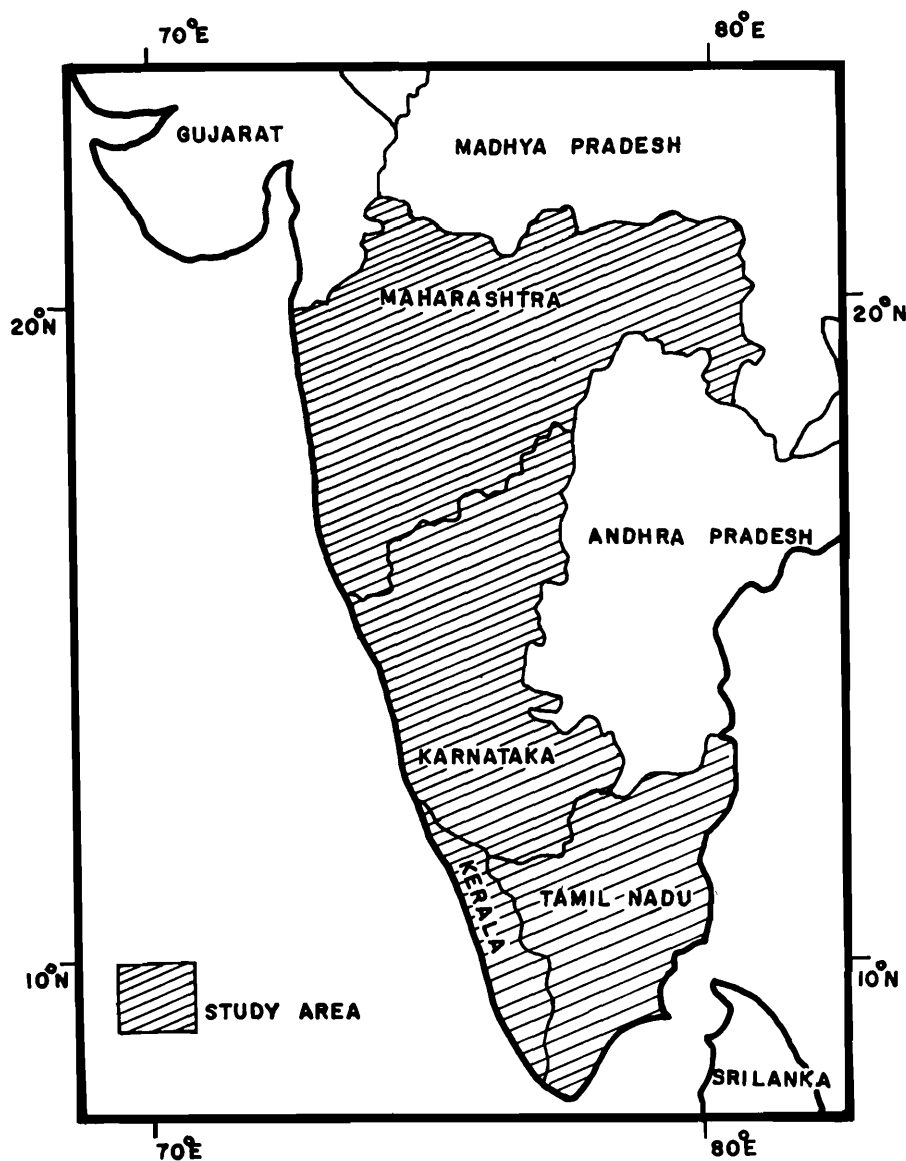 70°E
80°E
GUJARAT
MADHYA PRADESH
MAHARASHTRA
20°N
20°N
ANDHRA PRADESH
KARNATAKA
KERALA
TAMIL NADU
10°N
10°N
STUDY AREA
SRILANKA
70°E
80°E